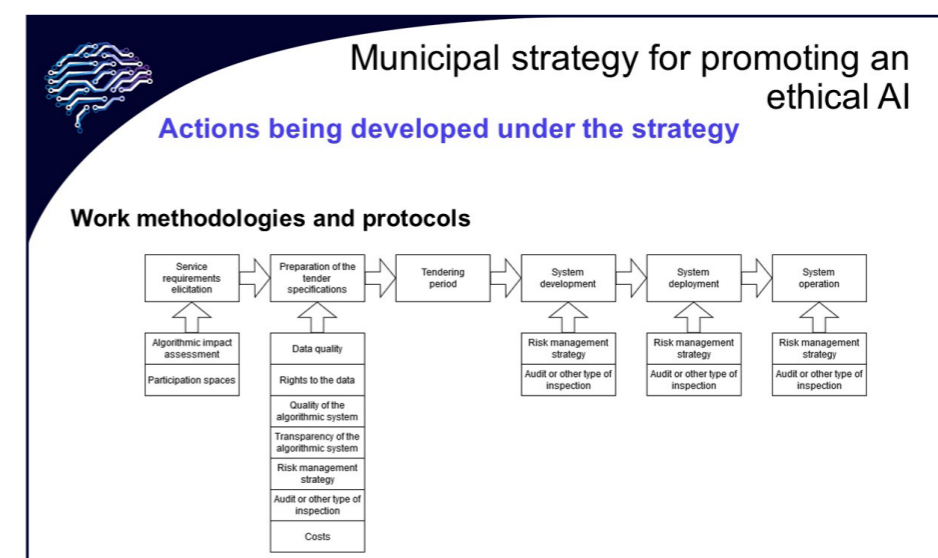 Municipal strategy for promoting an
ethical AI
Actions being developed under the strategy
Work methodologies and protocols
Service
requirements
elicitation
Preparation of the
tender
specifications
Tendering
period
System
development
System
deployment
System
operation
Algorithmic impact
assessment
Participation spaces
Data quality
Rights to the data
Quality of the
algorithmic system
Transparency of the
algorithmic system
Risk management
strategy
Audit or other type of
inspection
Costs
Risk management
strategy
Audit or other type of
inspection
Risk management
strategy
Audit or other type of
inspection
Risk management
strategy
Audit or other type of
inspection